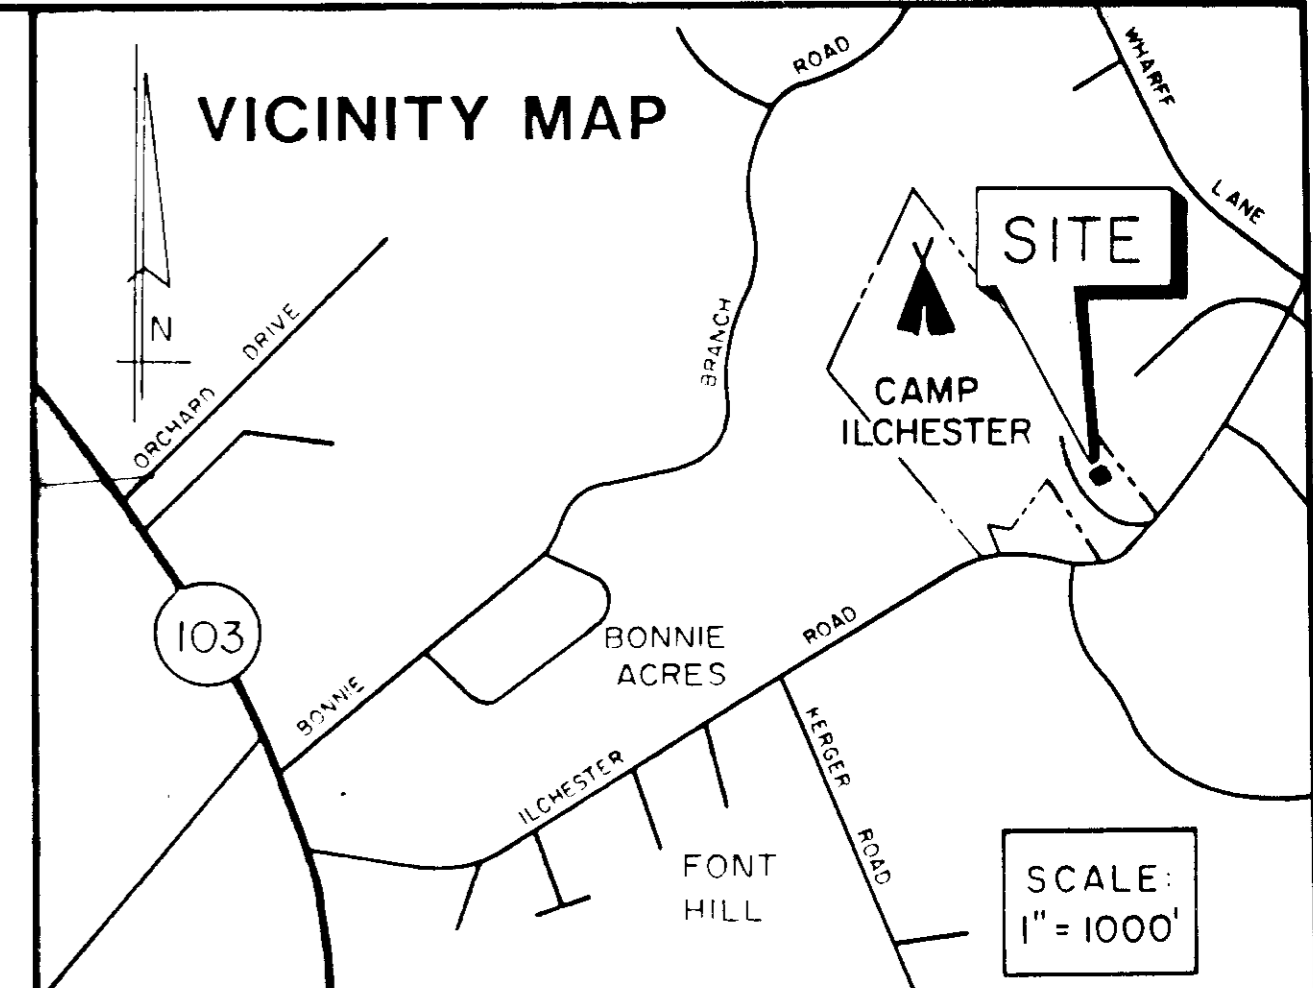 ROAD
WHARFF
LANE
VICINITY MAP
SITE
N
ORCHARD DRIVE
BRANCH
CAMP
ILCHESTER
103
BONNIE
BONNIE
ACRES
ROAD
ILCHESTER
KERGER
ROAD
FONT
HILL
SCALE:
1" = 1000'